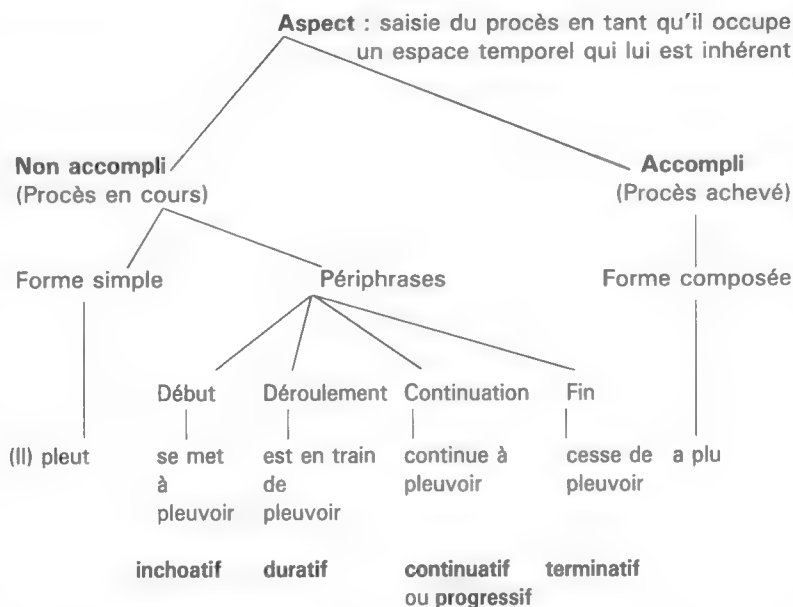 Aspect : saisie du procès en tant qu'il occupe
un espace temporel qui lui est inhérent
Non accompli
(Procès en cours)
Accompli
(Procès achevé)
Forme simple
Périphrases
Forme composée
Début
Déroulement
Continuation
Fin
(Il) pleut
se met
à
pleuvoir
est en train
de
pleuvoir
continue à
pleuvoir
cesse de
pleuvoir
a plu
inchoatif
duratif
continuatif
ou progressif
terminatif